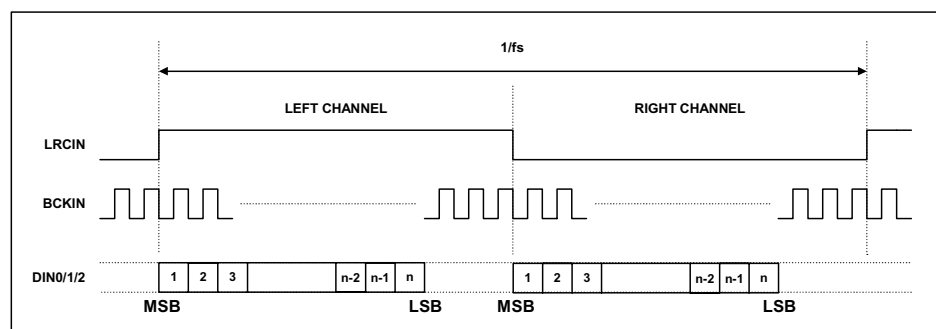 1/fs
LEFT CHANNEL RIGHT CHANNEL
LRCIN
BCKIN
DIN0/1/2 1 2 3 n-2 n-1 n 1 2 3 n-2 n-1 n
MSB LSB MSB LSB